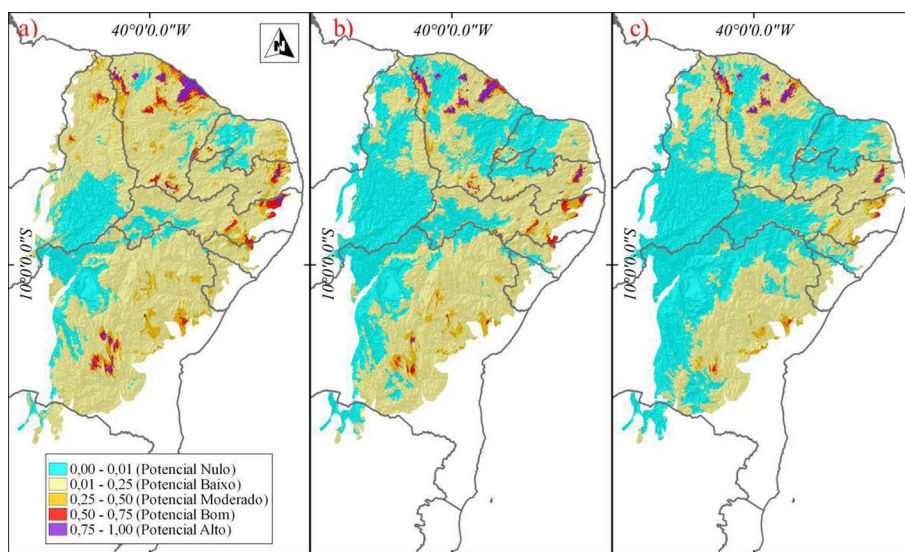 a)
40°0'0.0"W
N
10°0'0.0"S
0,00 - 0,01 (Potencial Nulo)
0,01 - 0,25 (Potencial Baixo)
0,25 - 0,50 (Potencial Moderado)
0,50 - 0,75 (Potencial Bom)
0,75 - 1,00 (Potencial Alto)
b)
40°0'0.0"W
10°0'0.0"S
c)
40°0'0.0"W
10°0'0.0"S